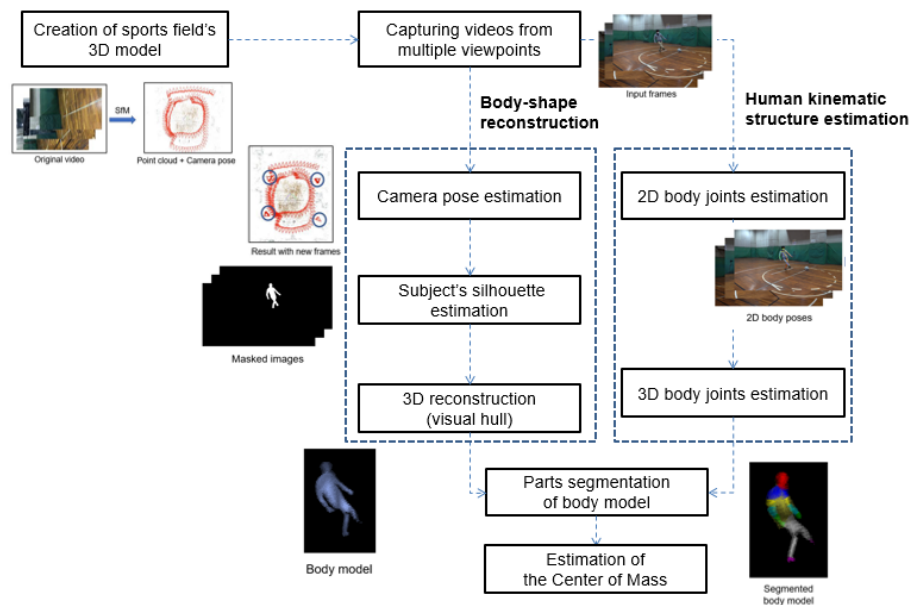 Creation of sports field's
3D model
Capturing videos from
multiple viewpoints
SfM
Original video
Point cloud + Camera pose
Input frames
Body-shape
reconstruction
Human kinematic
structure estimation
Camera pose estimation
2D body joints estimation
Result with new frames
Subject's silhouette
estimation
2D body poses
Masked images
3D reconstruction
(visual hull)
3D body joints estimation
Body model
Parts segmentation
of body model
Estimation of
the Center of Mass
Segmented
body model